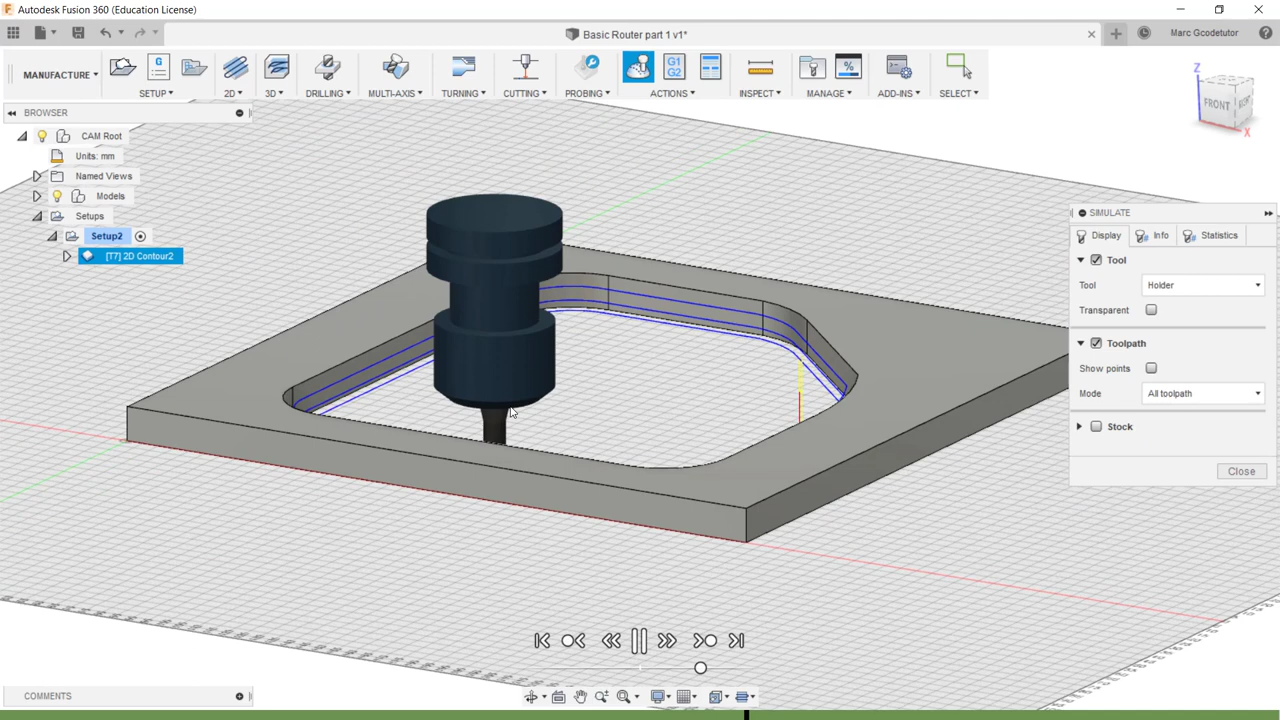 Autodesk Fusion 360 (Education License)
Basic Router part 1 v1*
Marc Gcodetutor
MANUFACTURE
G
G1
G2
%
SETUP
2D
3D
DRILLING
MULTI-AXIS
TURNING
CUTTING
PROBING
ACTIONS
INSPECT
MANAGE
ADD-INS
SELECT
Z
FRONT
X
BROWSER
CAM Root
Units: mm
Named Views
Models
Setups
Setup2
[T7] 2D Contour2
SIMULATE
Display
Info
Statistics
Tool
Tool
Holder
Transparent
Toolpath
Show points
Mode
All toolpath
Stock
Close
COMMENTS